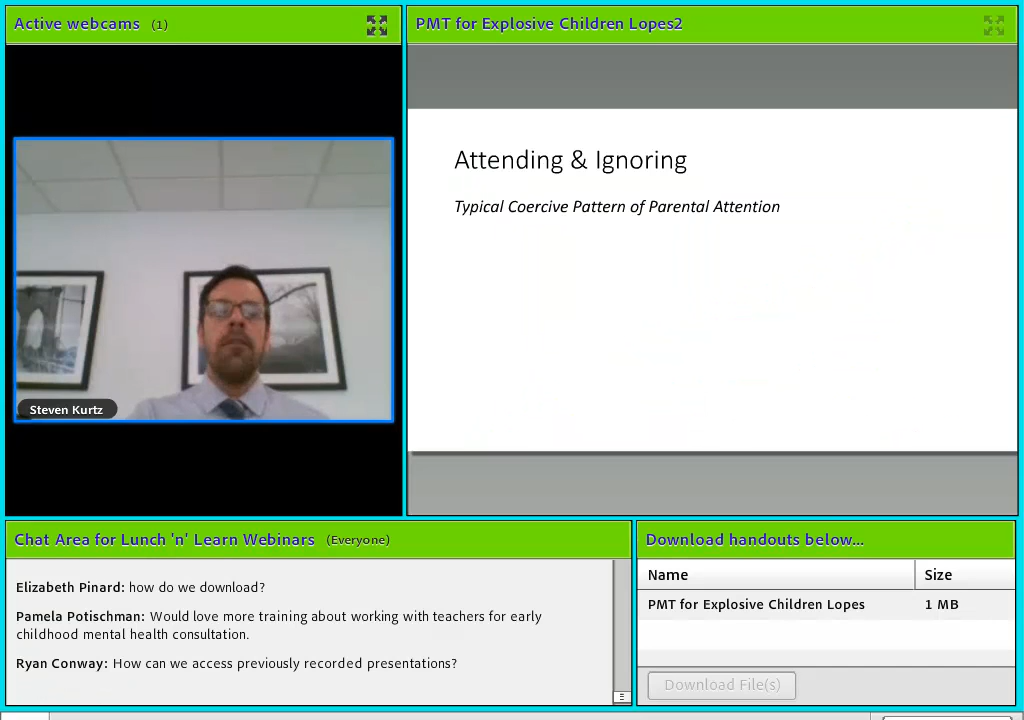 Active webcams (1)
PMT for Explosive Children Lopes2
Attending & Ignoring
Typical Coercive Pattern of Parental Attention
Steven Kurtz
Chat Area for Lunch 'n' Learn Webinars (Everyone)
Elizabeth Pinard: how do we download?
Pamela Potischman: Would love more training about working with teachers for early
childhood mental health consultation.
Ryan Conway: How can we access previously recorded presentations?
Download handouts below...
Name Size
PMT for Explosive Children Lopes 1 MB
Download File(s)